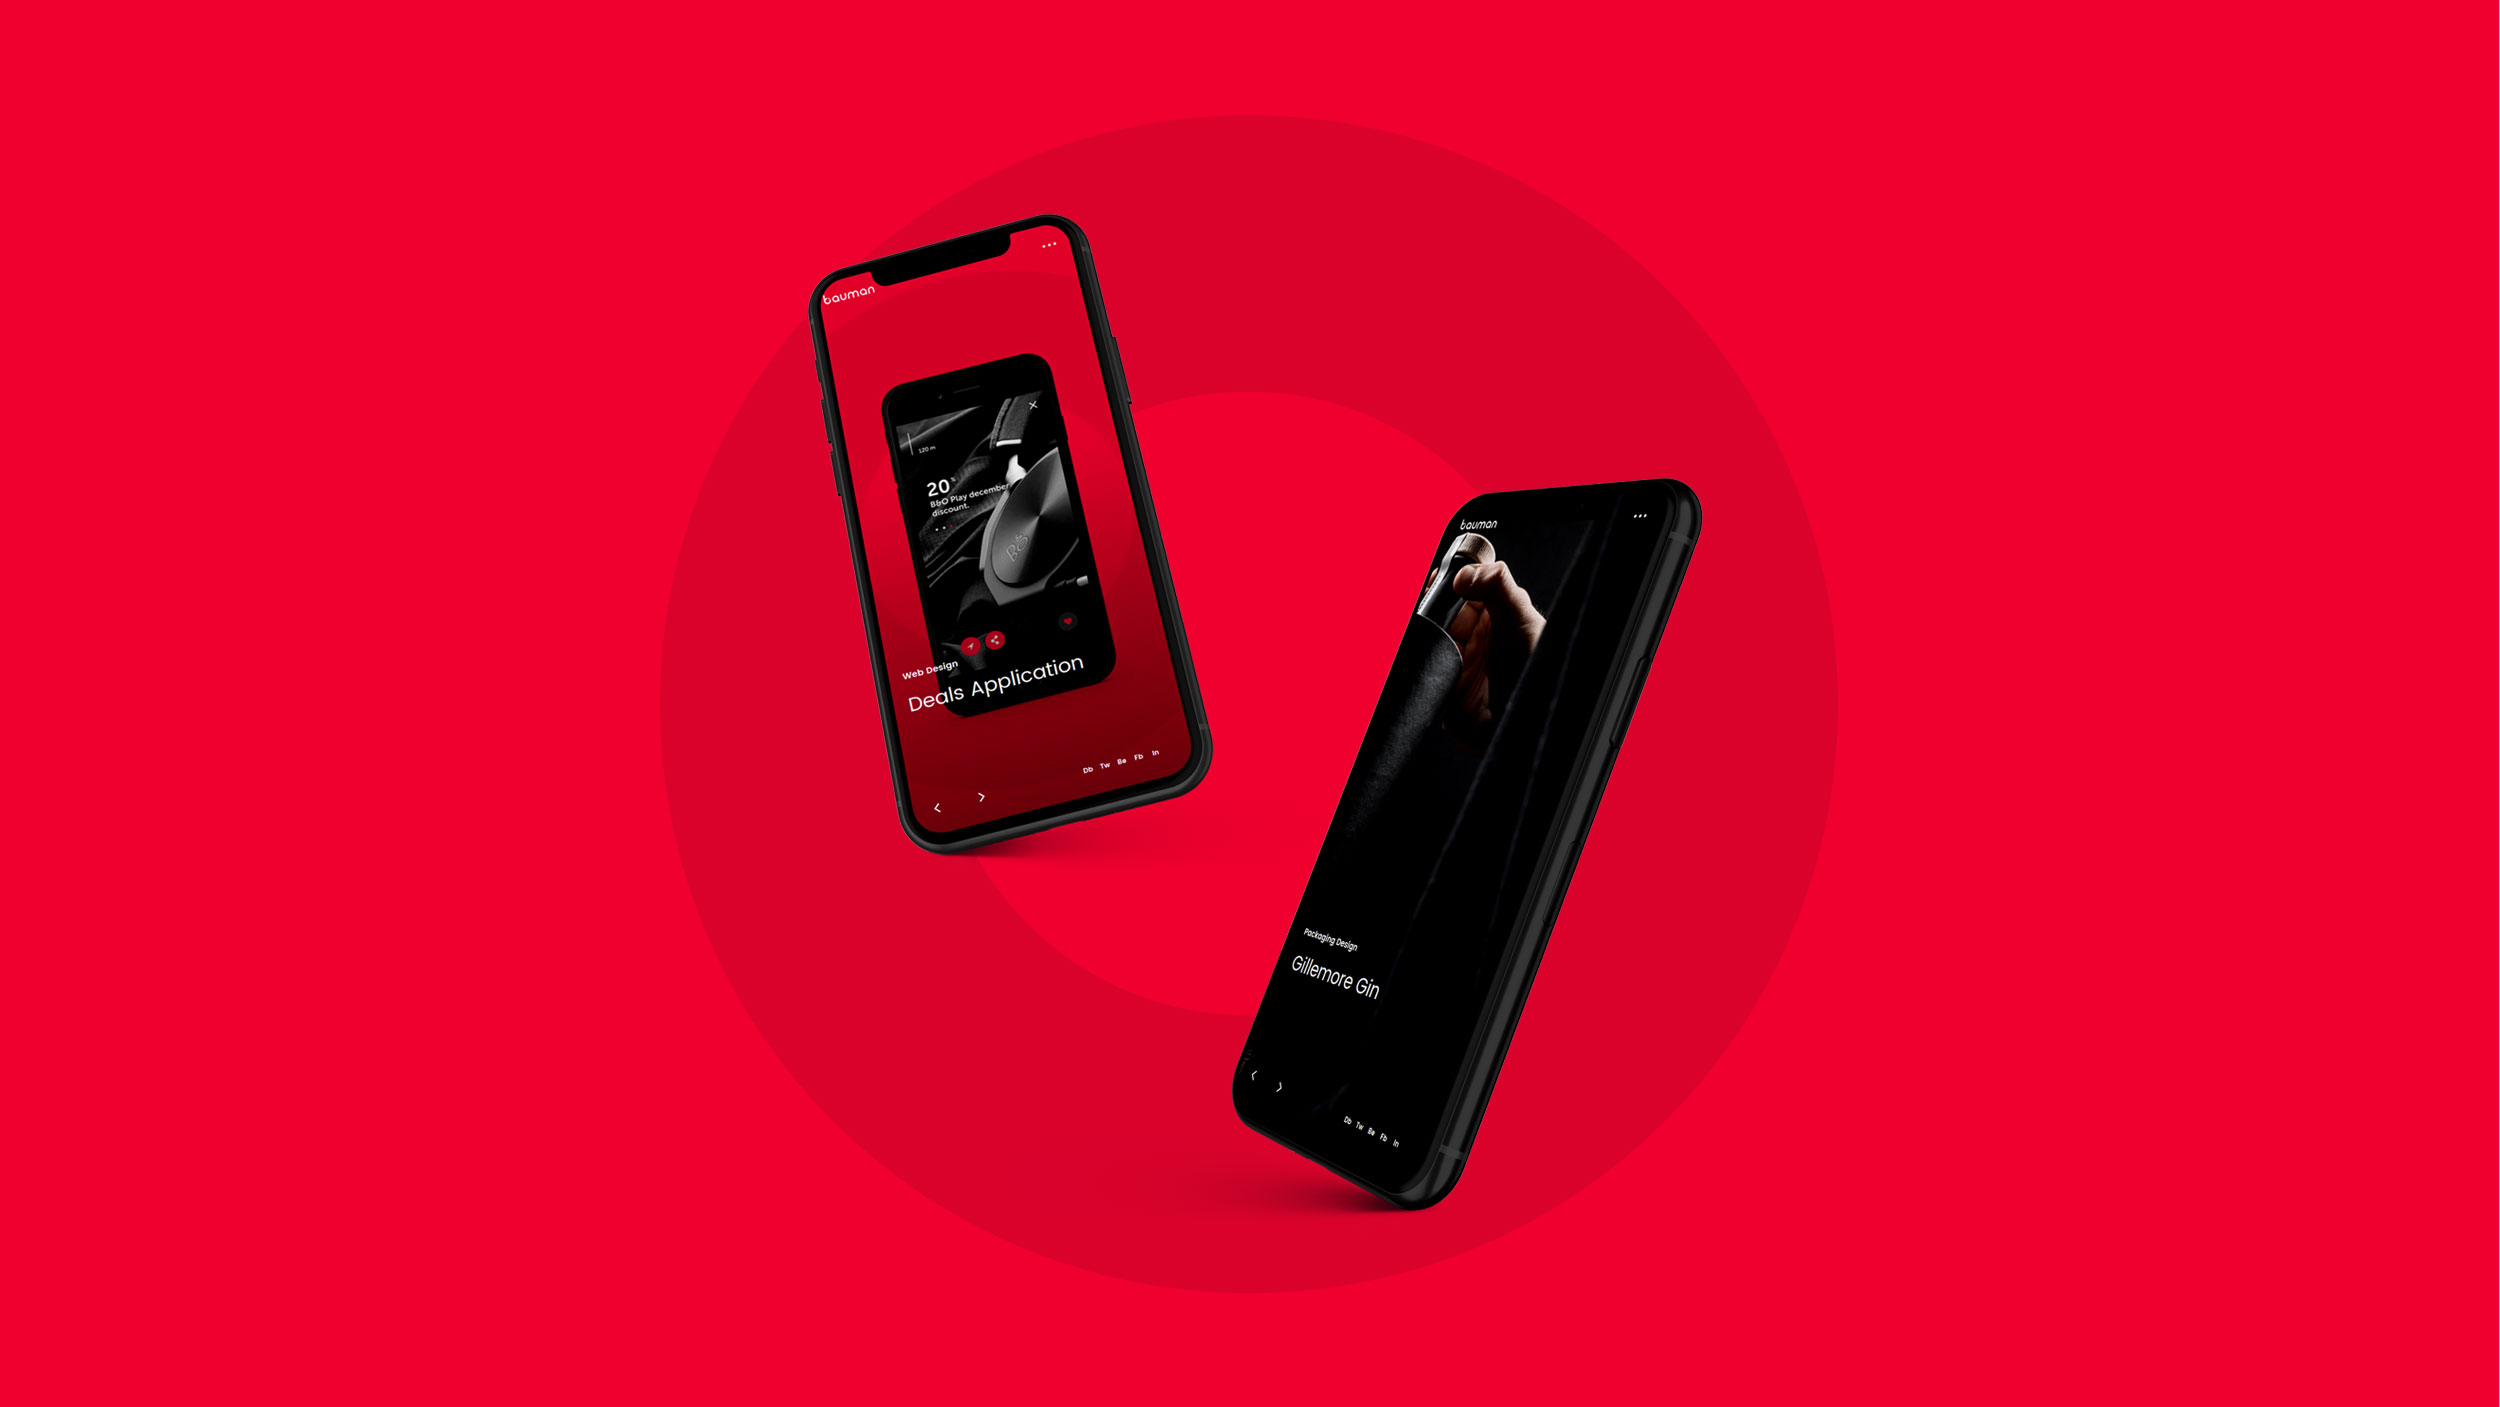 bauman
120 m
20%
B&O Play december
discount.
B&O
Web Design
Deals Application
Db Tw Be Fb In
bauman
Packaging Design
Gillemore Gin
Db Tw Be Fb In